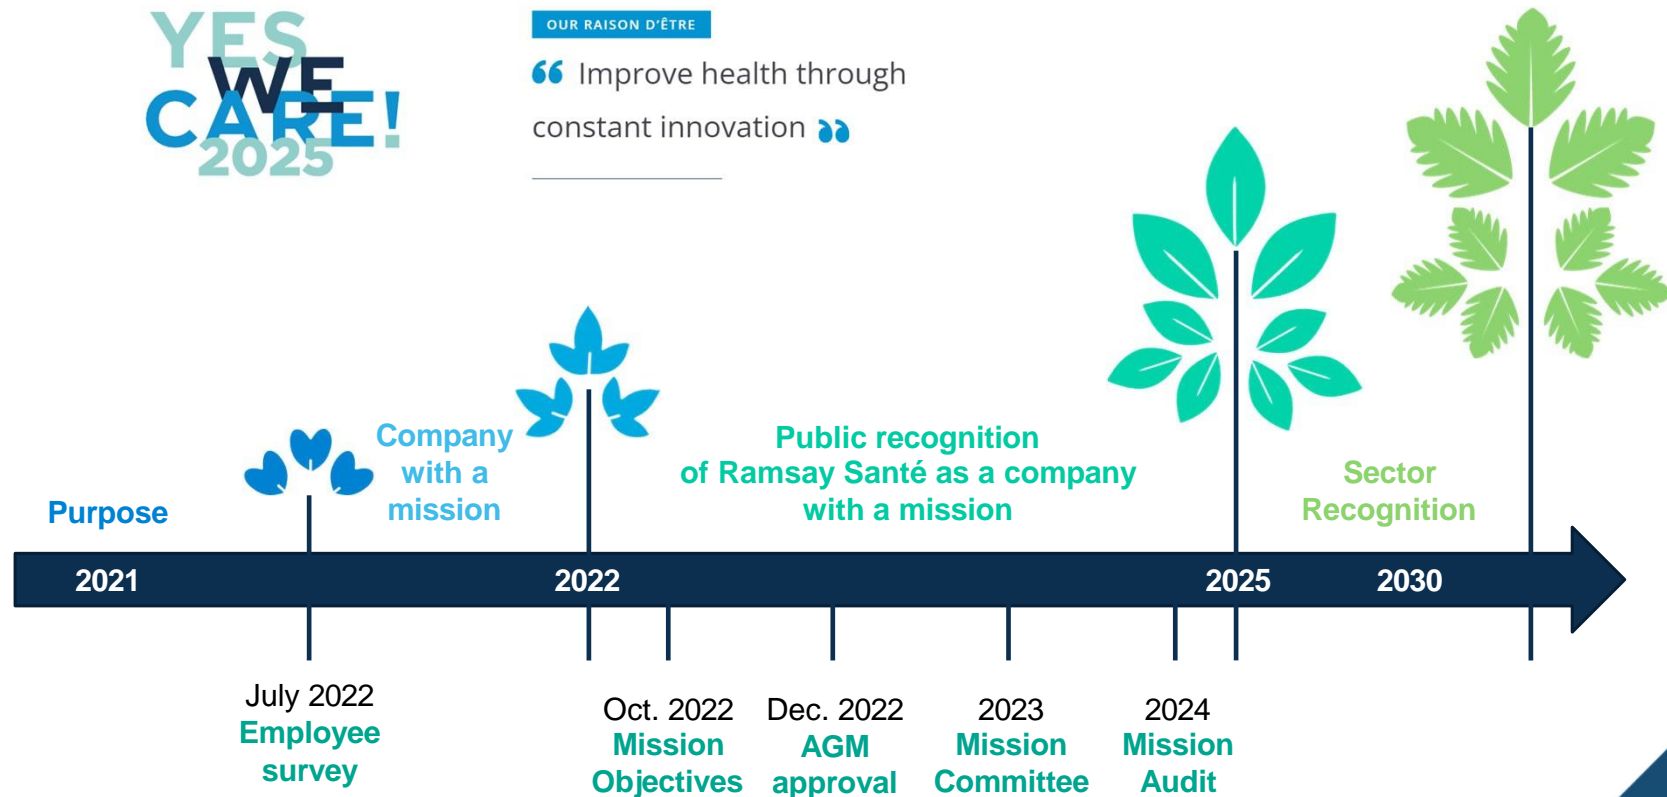 YES
WE
CARE!
2025
OUR RAISON D'ÊTRE
“ Improve health through
constant innovation ”
Purpose
Company
with a
mission
Public recognition
of Ramsay Santé as a company
with a mission
Sector
Recognition
2021
2022
2025
2030
July 2022
Employee
survey
Oct. 2022
Mission
Objectives
Dec. 2022
AGM
approval
2023
Mission
Committee
2024
Mission
Audit